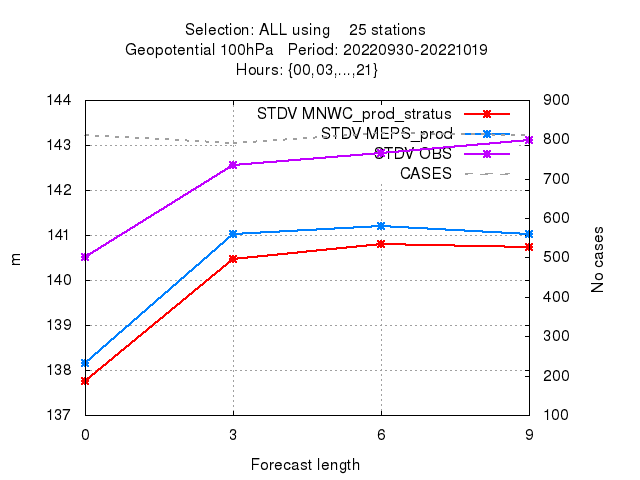 Selection: ALL using 25 stations
Geopotential 100hPa Period: 20220930-20221019
Hours: {00,03,...,21}
144 900
STDV MNWC_prod_stratus
143 800
STDV MEPS_prod
STDV OBS
CASES
142 700
141 600
140 500
139 400
138 300
137 200
100
m
No cases
0 3 6 9
Forecast length